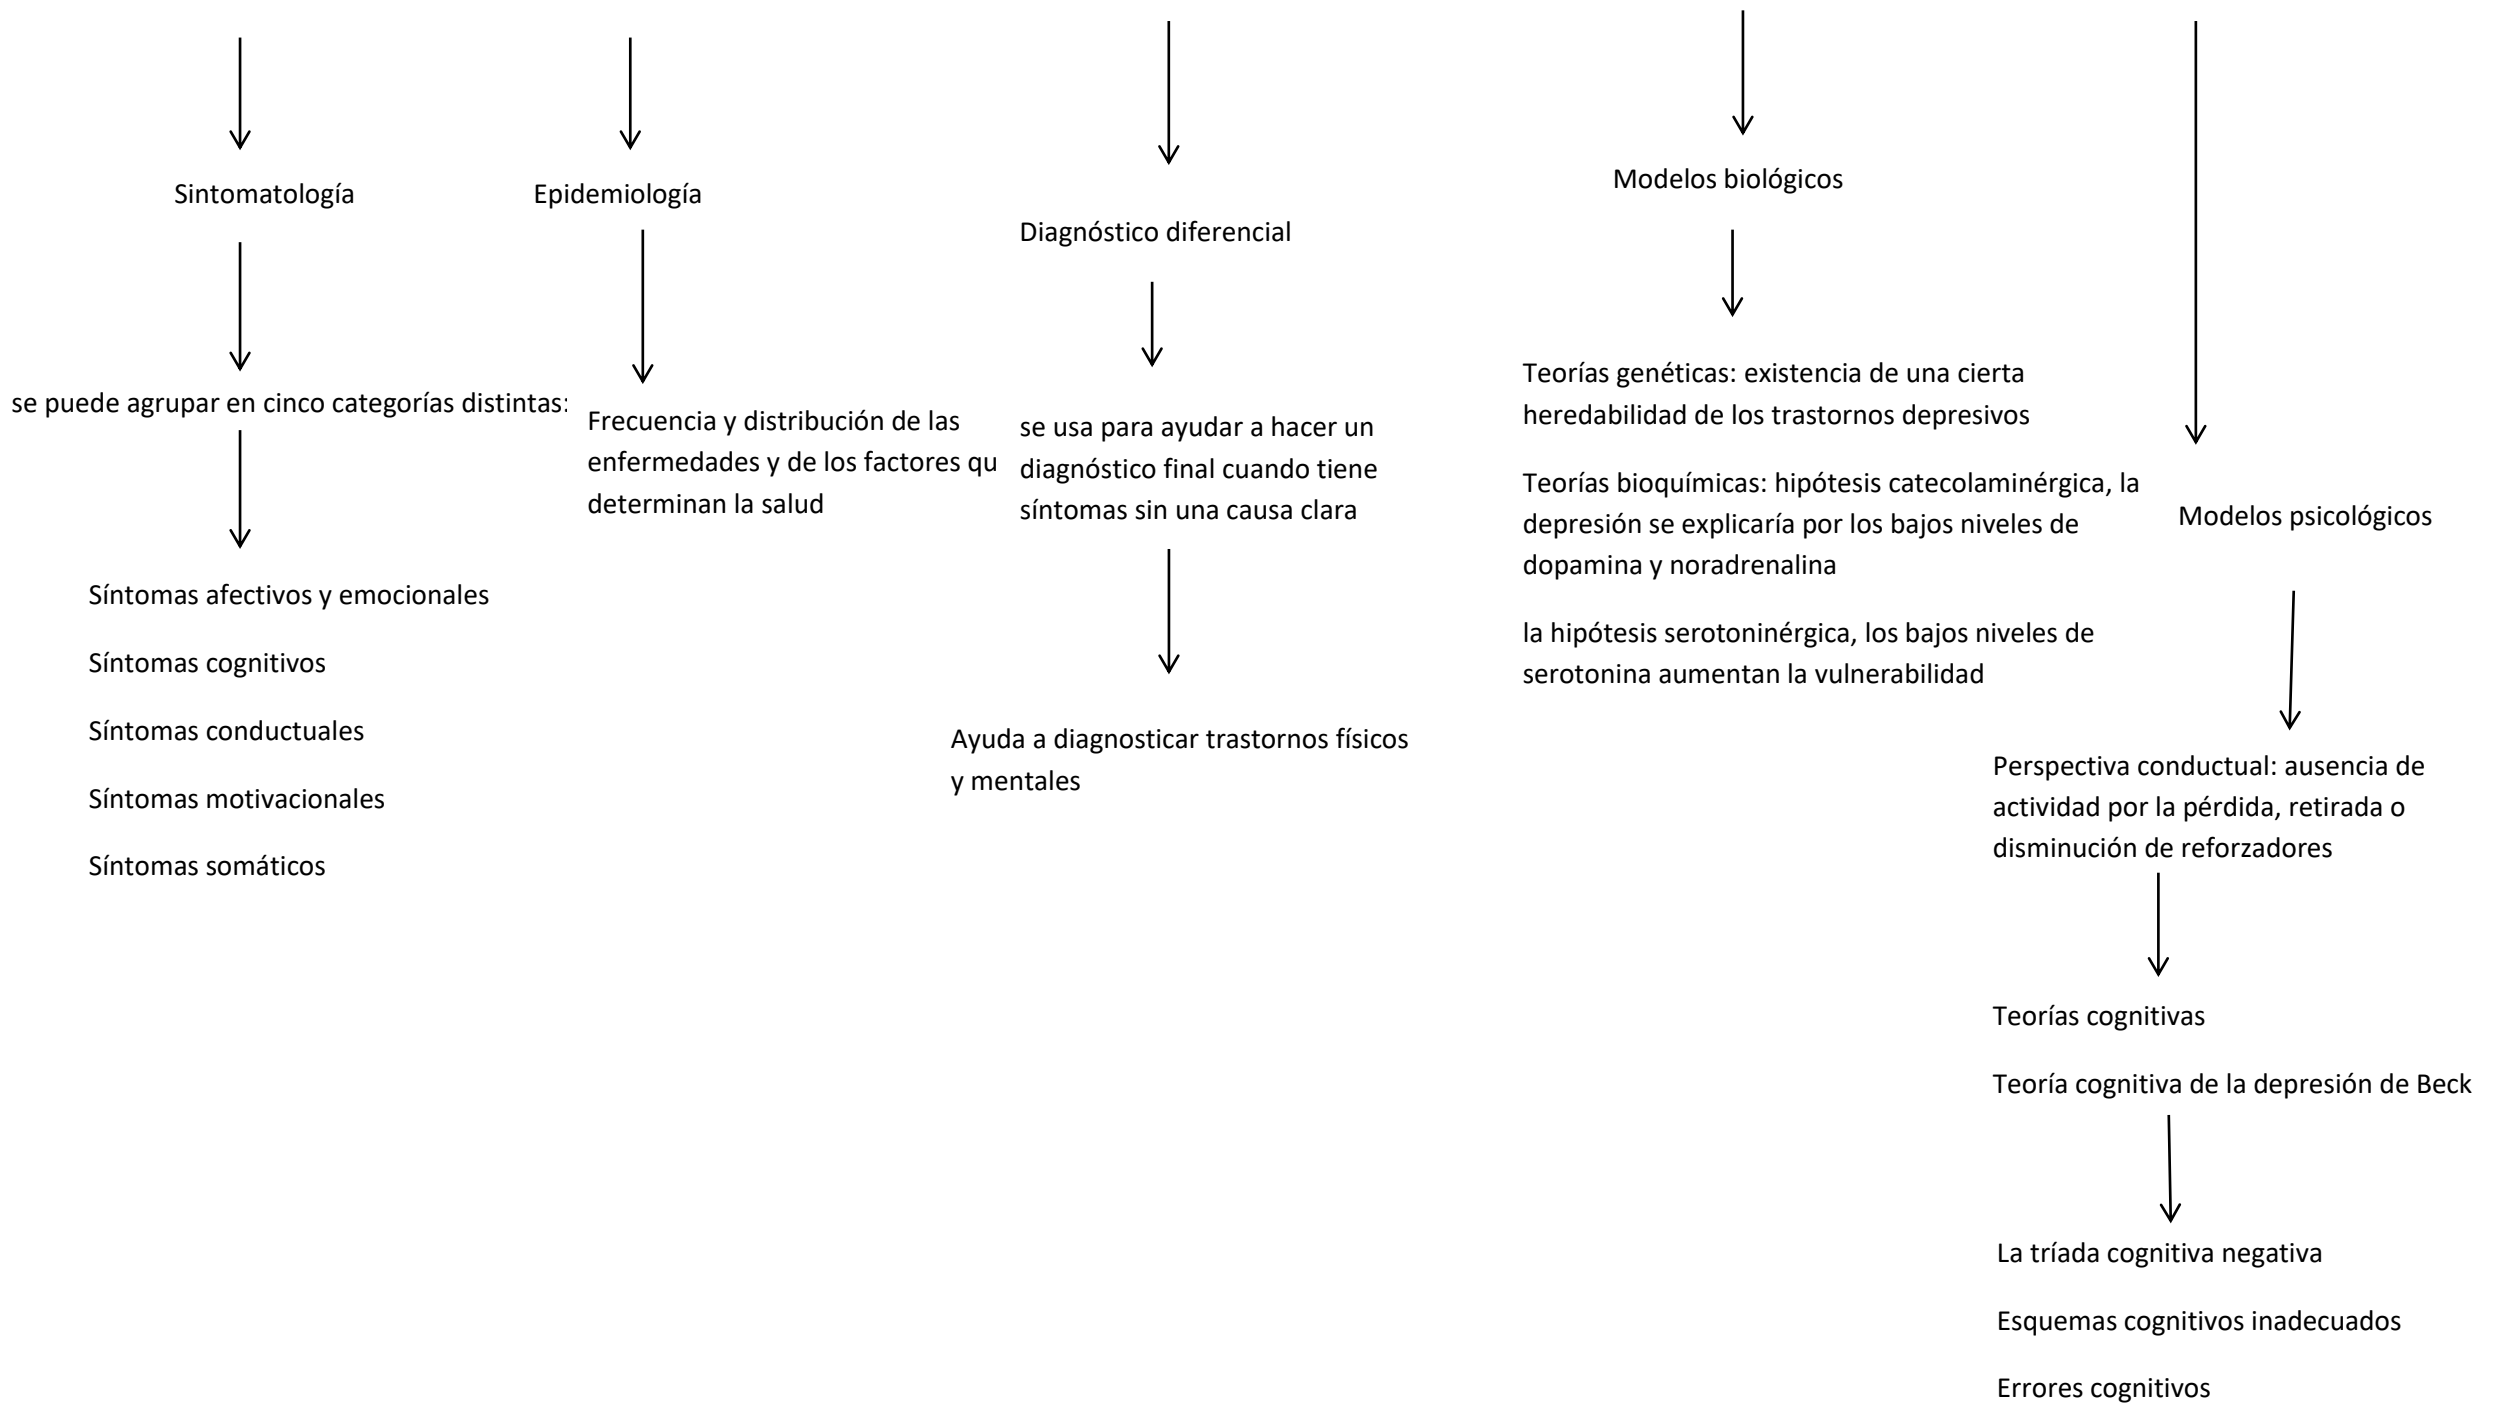 Sintomatología
se puede agrupar en cinco categorías distintas:
Síntomas afectivos y emocionales
Síntomas cognitivos
Síntomas conductuales
Síntomas motivacionales
Síntomas somáticos
Epidemiología
Frecuencia y distribución de las
enfermedades y de los factores qu
determinan la salud
Diagnóstico diferencial
se usa para ayudar a hacer un
diagnóstico final cuando tiene
síntomas sin una causa clara
Ayuda a diagnosticar trastornos físicos
y mentales
Modelos biológicos
Teorías genéticas: existencia de una cierta
heredabilidad de los trastornos depresivos
Teorías bioquímicas: hipótesis catecolaminérgica, la
depresión se explicaría por los bajos niveles de
dopamina y noradrenalina
la hipótesis serotoninérgica, los bajos niveles de
serotonina aumentan la vulnerabilidad
Modelos psicológicos
Perspectiva conductual: ausencia de
actividad por la pérdida, retirada o
disminución de reforzadores
Teorías cognitivas
Teoría cognitiva de la depresión de Beck
La tríada cognitiva negativa
Esquemas cognitivos inadecuados
Errores cognitivos